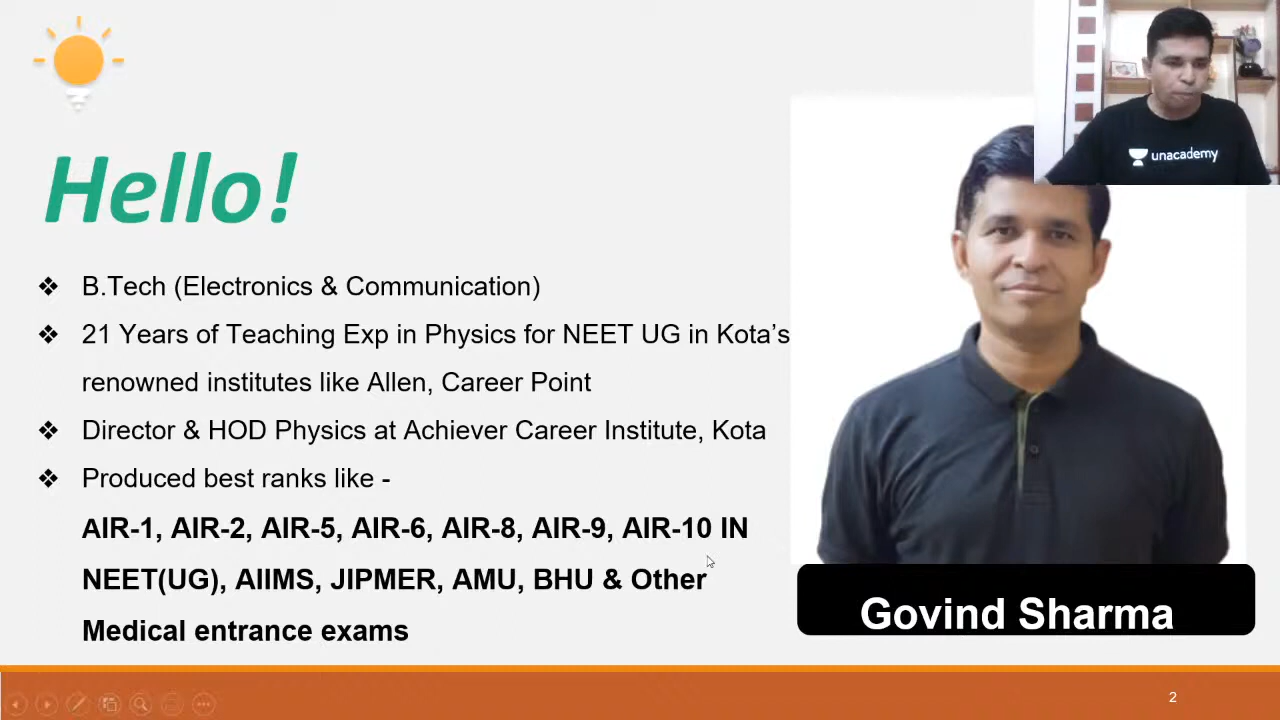 unacademy
Hello!
❖ B.Tech (Electronics & Communication)
❖ 21 Years of Teaching Exp in Physics for NEET UG in Kota’s
renowned institutes like Allen, Career Point
❖ Director & HOD Physics at Achiever Career Institute, Kota
❖ Produced best ranks like -
AIR-1, AIR-2, AIR-5, AIR-6, AIR-8, AIR-9, AIR-10 IN
NEET(UG), AIIMS, JIPMER, AMU, BHU & Other
Medical entrance exams
Govind Sharma
2